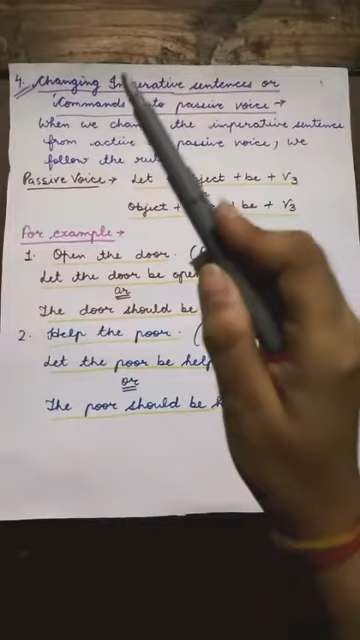 4. Changing Imperative sentences or
Commands into passive voice →
When we change the imperative sentence
from active passive voice, we
follow the rule
Passive Voice → Let + object + be + V3
Object + should be + V3
For example →
1. Open the door.
Let the door be
or
The door should be
2. Help the poor.
Let the poor be
or
The poor should be